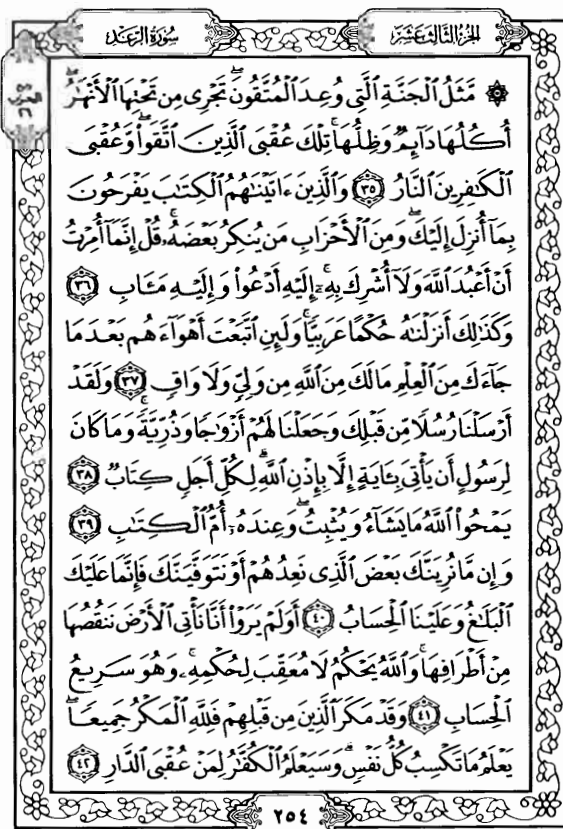 سُورَةُ الرَّعْدِ
الجُزءُ الثَّالِثَ عَشَرَ
۞ مَّثَلُ ٱلْجَنَّةِ ٱلَّتِى وُعِدَ ٱلْمُتَّقُونَ ۖ تَجْرِى مِن تَحْتِهَا ٱلْأَنْهَٰرُ ۖ
أُكُلُهَا دَآئِمٌ وَظِلُّهَا ۚ تِلْكَ عُقْبَى ٱلَّذِينَ ٱتَّقَوا۟ ۖ وَّعُقْبَى
ٱلْكَٰفِرِينَ ٱلنَّارُ ٣٥ وَٱلَّذِينَ ءَاتَيْنَٰهُمُ ٱلْكِتَٰبَ يَفْرَحُونَ
بِمَآ أُنزِلَ إِلَيْكَ ۖ وَمِنَ ٱلْأَحْزَابِ مَن يُنكِرُ بَعْضَهُۥ ۚ قُلْ إِنَّمَآ أُمِرْتُ
أَنْ أَعْبُدَ ٱللَّهَ وَلَآ أُشْرِكَ بِهِۦٓ ۚ إِلَيْهِ أَدْعُوا۟ وَإِلَيْهِ مَـَٔابِ ٣٦
وَكَذَٰلِكَ أَنزَلْنَٰهُ حُكْمًا عَرَبِيًّا ۚ وَلَئِنِ ٱتَّبَعْتَ أَهْوَآءَهُم بَعْدَمَا
جَآءَكَ مِنَ ٱلْعِلْمِ مَا لَكَ مِنَ ٱللَّهِ مِن وَلِىٍّ وَلَا وَاقٍ ٣٧ وَلَقَدْ
أَرْسَلْنَا رُسُلًا مِّن قَبْلِكَ وَجَعَلْنَا لَهُمْ أَزْوَٰجًا وَذُرِّيَّةً ۚ وَمَا كَانَ
لِرَسُولٍ أَن يَأْتِىَ بِـَٔايَةٍ إِلَّا بِإِذْنِ ٱللَّهِ ۗ لِكُلِّ أَجَلٍ كِتَابٌ ٣٨
يَمْحُوا۟ ٱللَّهُ مَا يَشَآءُ وَيُثْبِتُ ۖ وَعِندَهُۥٓ أُمُّ ٱلْكِتَٰبِ ٣٩
وَإِن مَّا نُرِيَنَّكَ بَعْضَ ٱلَّذِى نَعِدُهُمْ أَوْ نَتَوَفَّيَنَّكَ فَإِنَّمَا عَلَيْكَ
ٱلْبَلَٰغُ وَعَلَيْنَا ٱلْحِسَابُ ٤٠ أَوَلَمْ يَرَوْا۟ أَنَّا نَأْتِى ٱلْأَرْضَ نَنقُصُهَا
مِنْ أَطْرَافِهَا ۚ وَٱللَّهُ يَحْكُمُ لَا مُعَقِّبَ لِحُكْمِهِۦ ۚ وَهُوَ سَرِيعُ
ٱلْحِسَابِ ٤١ وَقَدْ مَكَرَ ٱلَّذِينَ مِن قَبْلِهِمْ فَلِلَّهِ ٱلْمَكْرُ جَمِيعًا ۖ
يَعْلَمُ مَا تَكْسِبُ كُلُّ نَفْسٍ ۗ وَسَيَعْلَمُ ٱلْكُفَّٰرُ لِمَنْ عُقْبَى ٱلدَّارِ ٤٢
٢٥٤